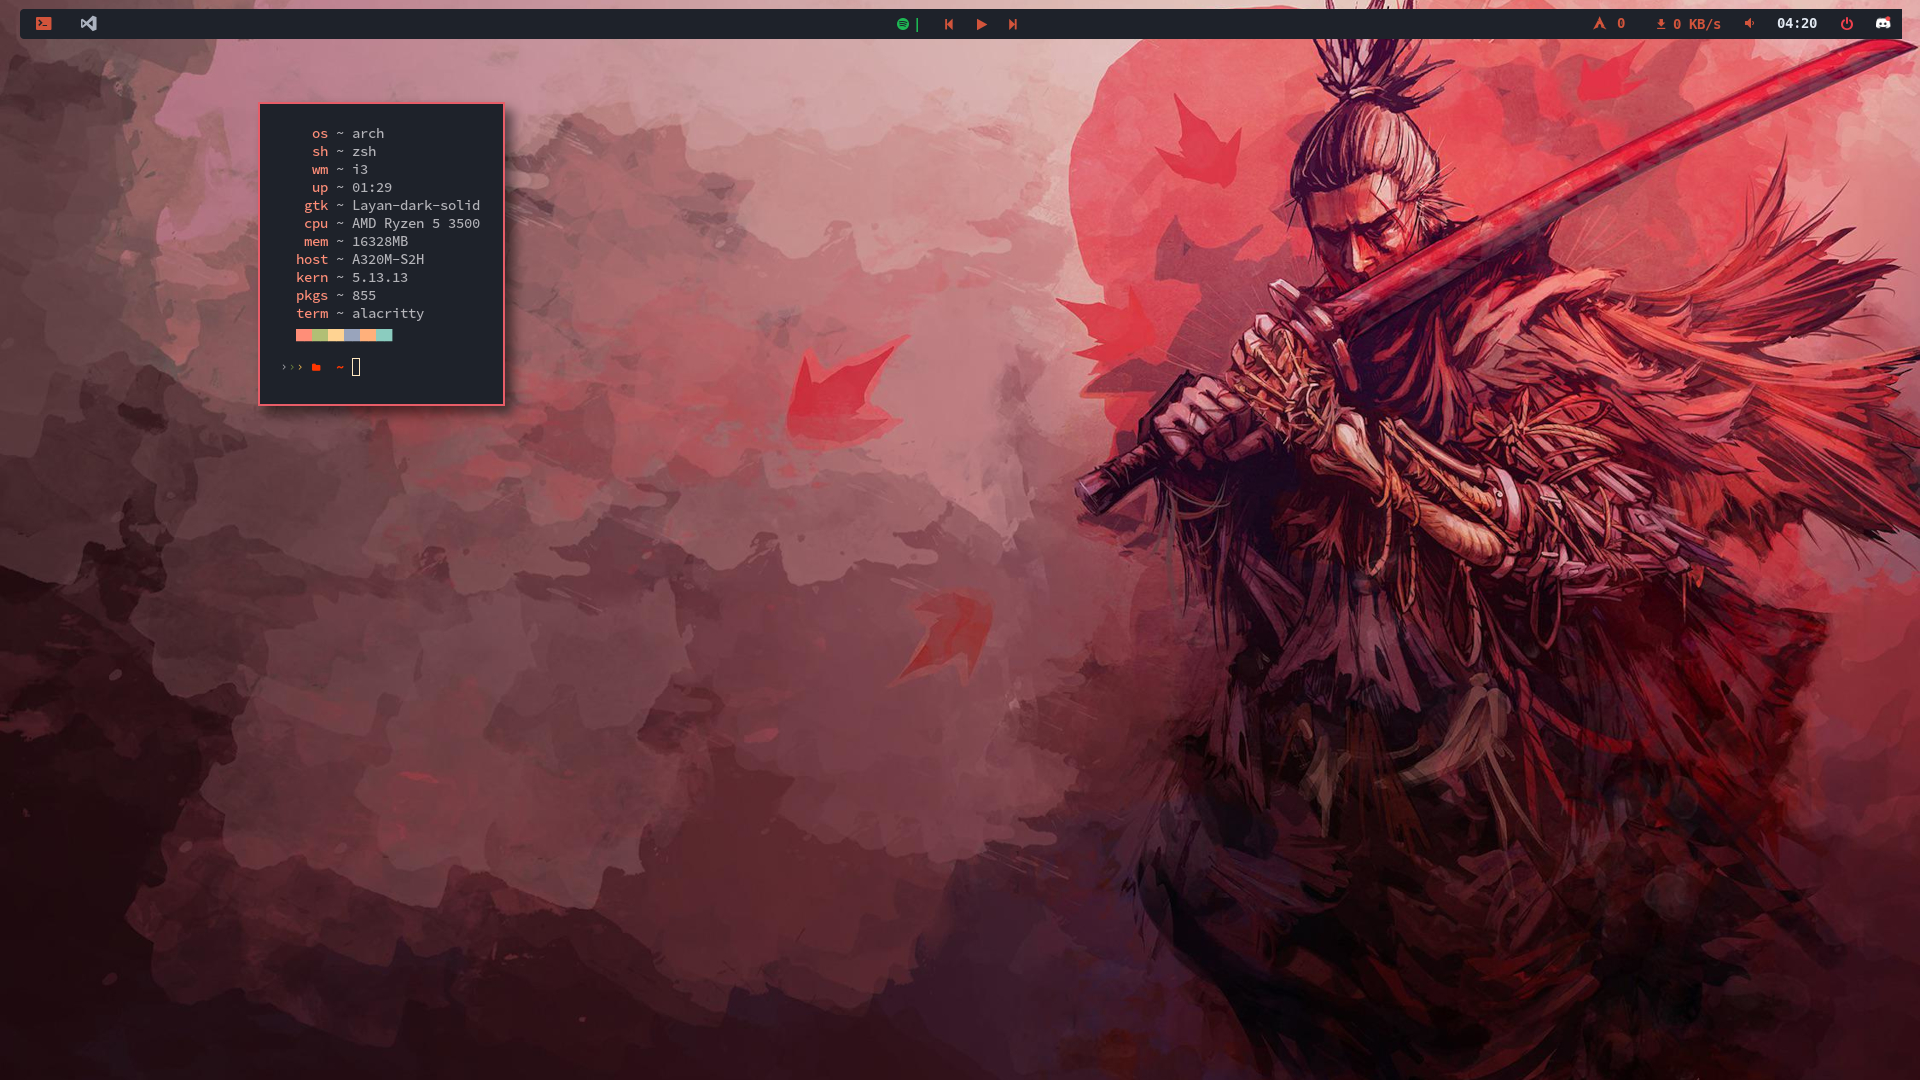 0
0 KB/s
04:20
os ~ arch
sh ~ zsh
wm ~ i3
up ~ 01:29
gtk ~ Layan-dark-solid
cpu ~ AMD Ryzen 5 3500
mem ~ 16328MB
host ~ A320M-S2H
kern ~ 5.13.13
pkgs ~ 855
term ~ alacritty
››› ~